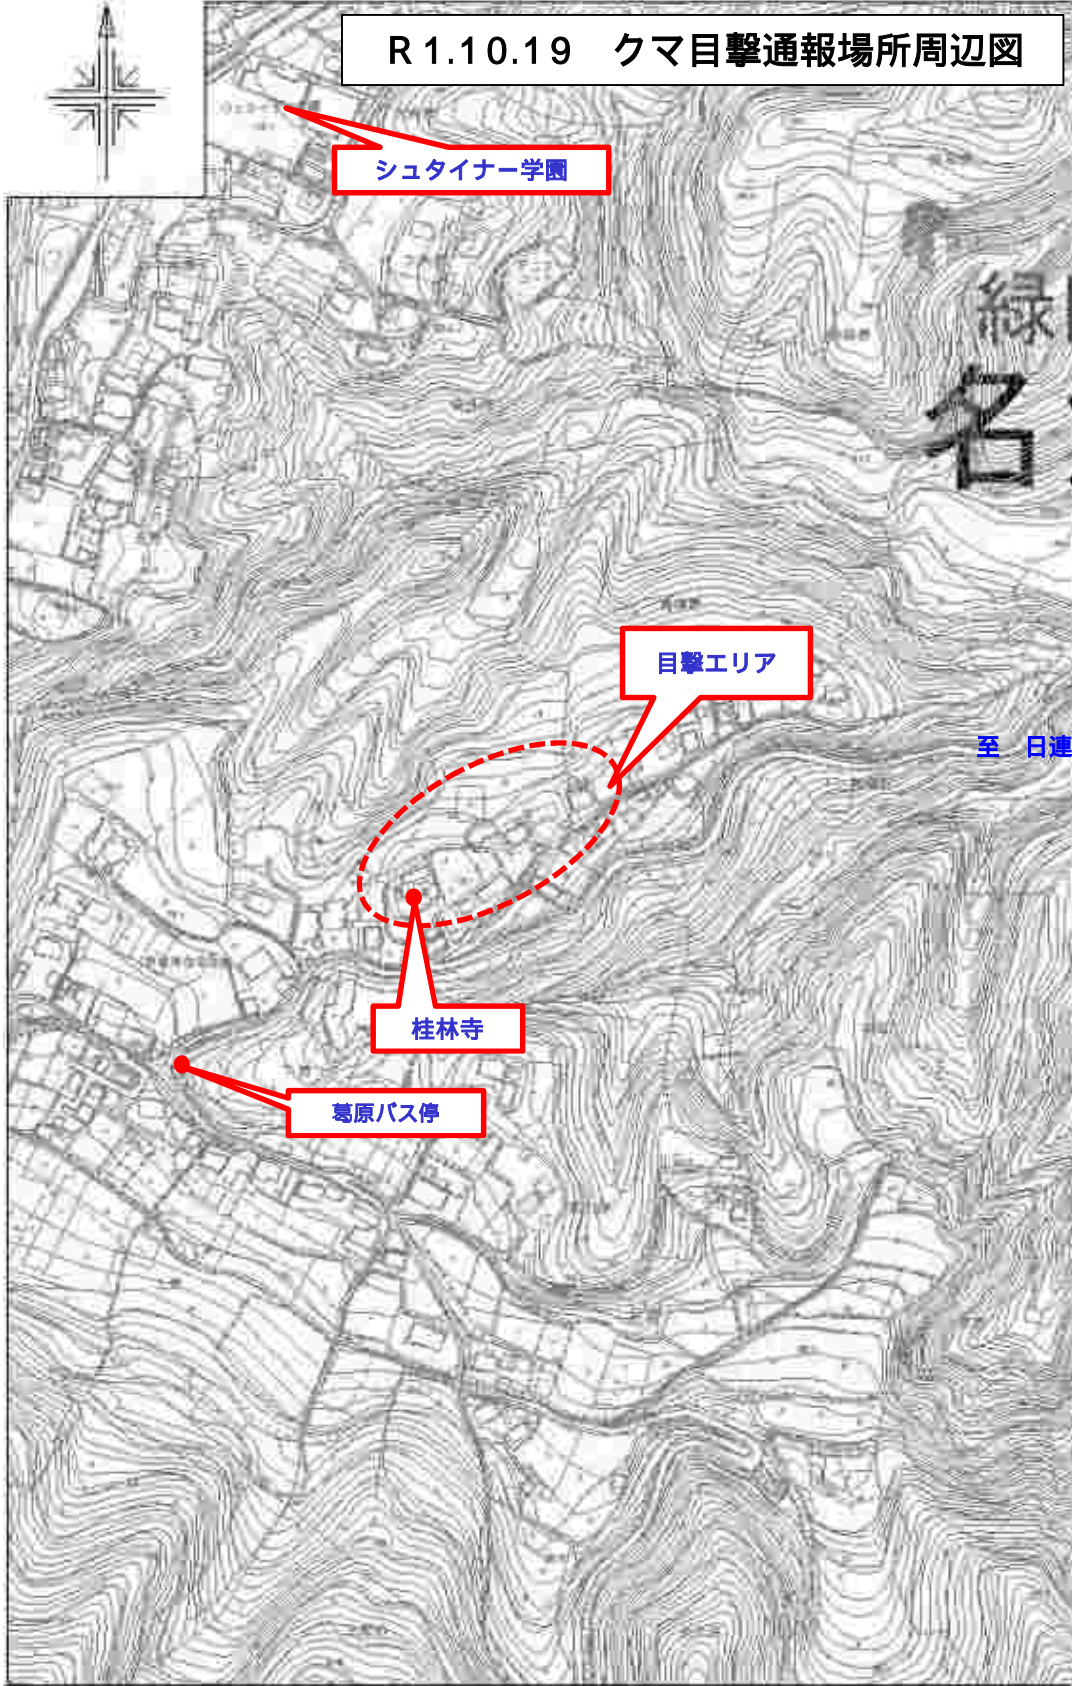 R1.10.19 クマ目撃通報場所周辺図
シュタイナー学園
緑
名
目撃エリア
至 日連
桂林寺
葛原バス停